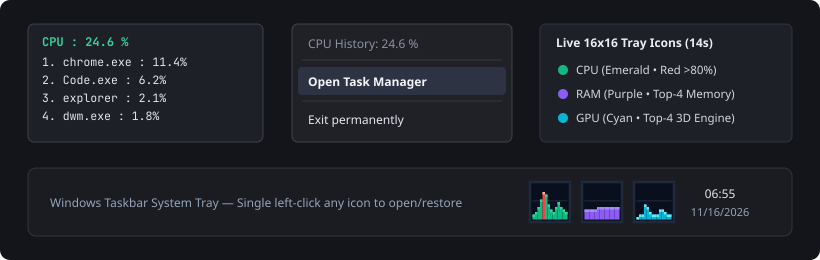 CPU : 24.6 %
1. chrome.exe : 11.4%
2. Code.exe : 6.2%
3. explorer : 2.1%
4. dwm.exe : 1.8%
CPU History: 24.6 %
Open Task Manager
Exit permanently
Live 16x16 Tray Icons (14s)
CPU (Emerald • Red >80%)
RAM (Purple • Top-4 Memory)
GPU (Cyan • Top-4 3D Engine)
Windows Taskbar System Tray — Single left-click any icon to open/restore
06:55
11/16/2026